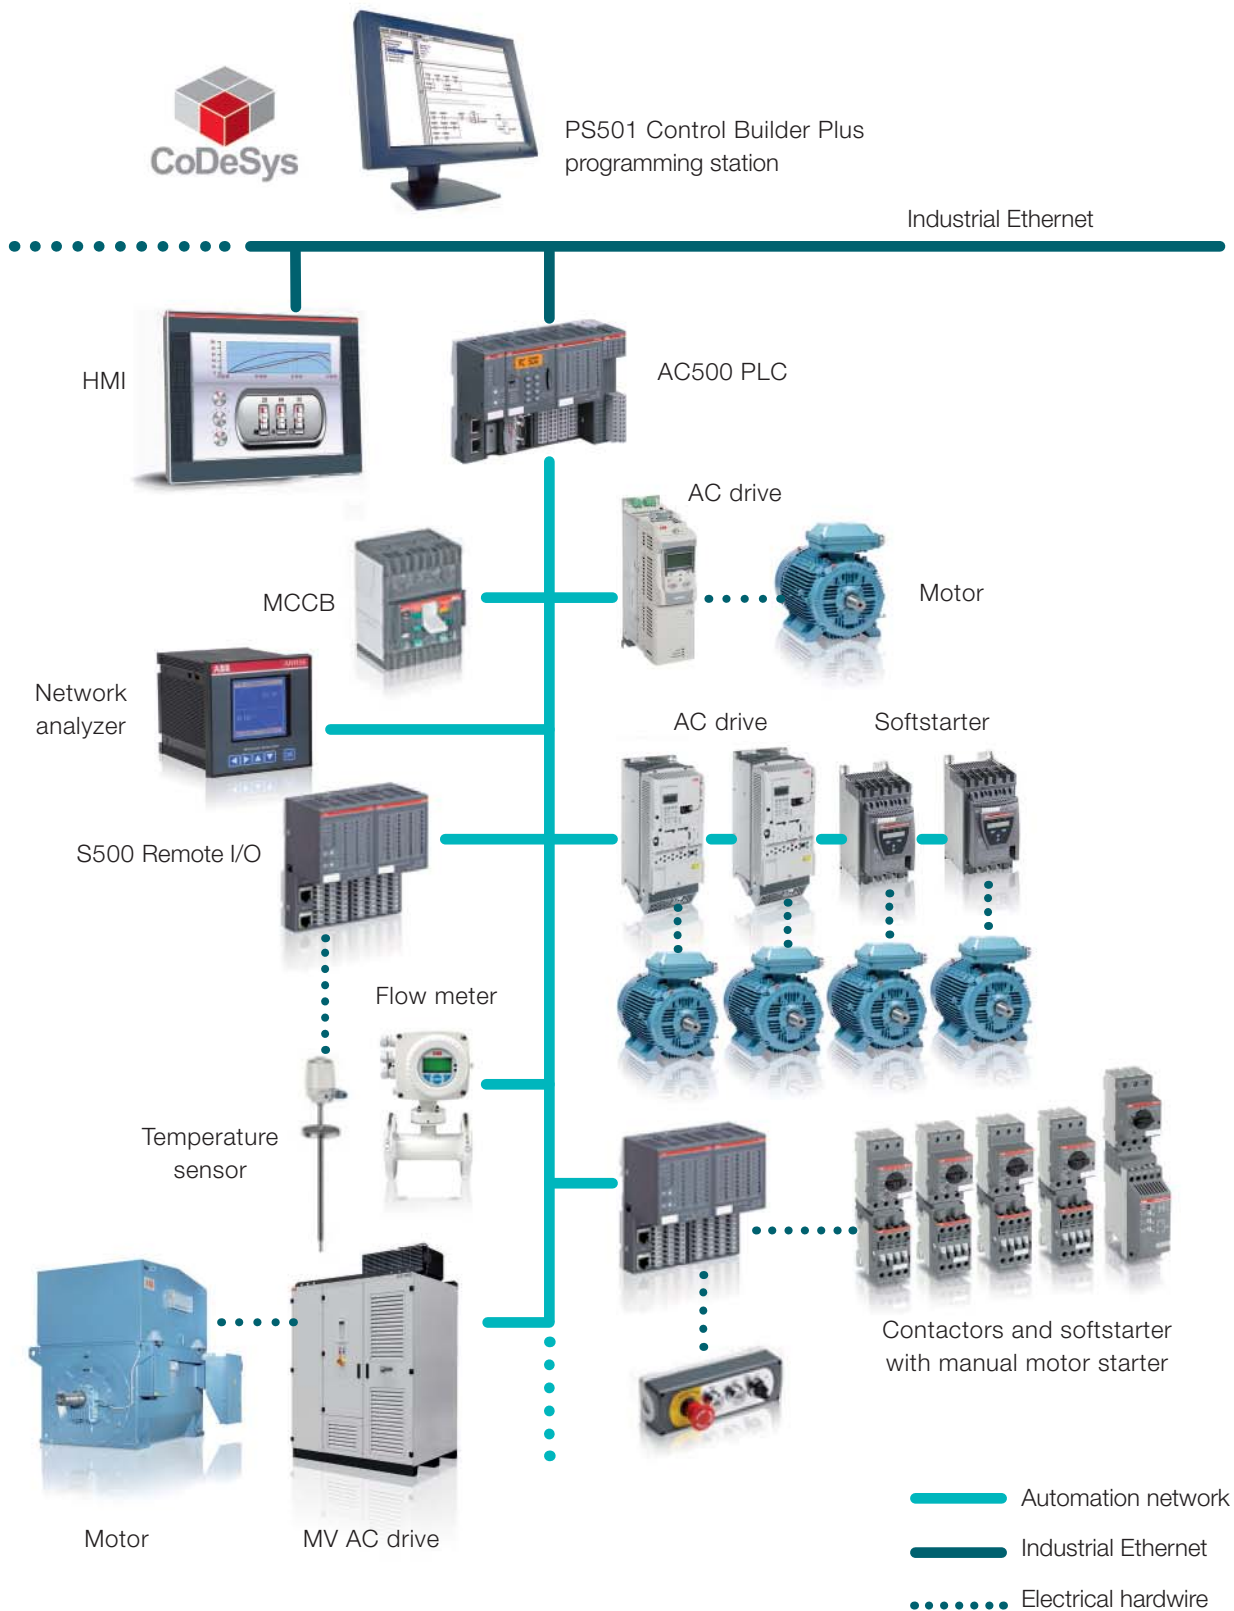 CoDeSys
PS501 Control Builder Plus
programming station
Industrial Ethernet
HMI
AC500 PLC
AC drive
MCCB
Motor
ABB
Network
analyzer
AC drive
Softstarter
S500 Remote I/O
Flow meter
Temperature
sensor
Contactors and softstarter
with manual motor starter
Motor
MV AC drive
Automation network
Industrial Ethernet
Electrical hardwire